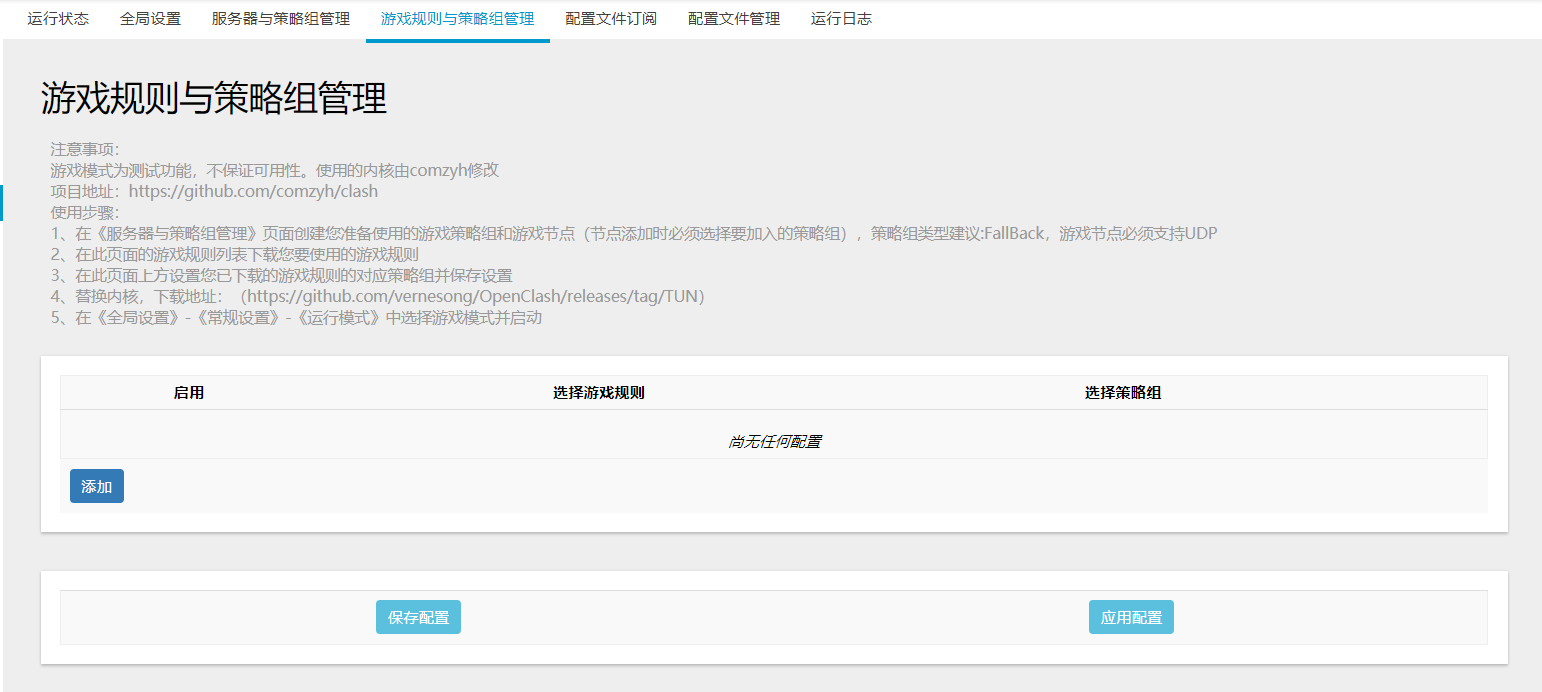 运行状态 全局设置 服务器与策略组管理 游戏规则与策略组管理 配置文件订阅 配置文件管理 运行日志
游戏规则与策略组管理
注意事项：
游戏模式为测试功能，不保证可用性。使用的内核由comzyh修改
项目地址：https://github.com/comzyh/clash
使用步骤：
1、在《服务器与策略组管理》页面创建您准备使用的游戏策略组和游戏节点（节点添加时必须选择要加入的策略组），策略组类型建议:FallBack，游戏节点必须支持UDP
2、在此页面的游戏规则列表下载您要使用的游戏规则
3、在此页面上方设置您已下载的游戏规则的对应策略组并保存设置
4、替换内核，下载地址：（https://github.com/vernesong/OpenClash/releases/tag/TUN）
5、在《全局设置》-《常规设置》-《运行模式》中选择游戏模式并启动
启用 选择游戏规则 选择策略组
尚无任何配置
添加
保存配置 应用配置